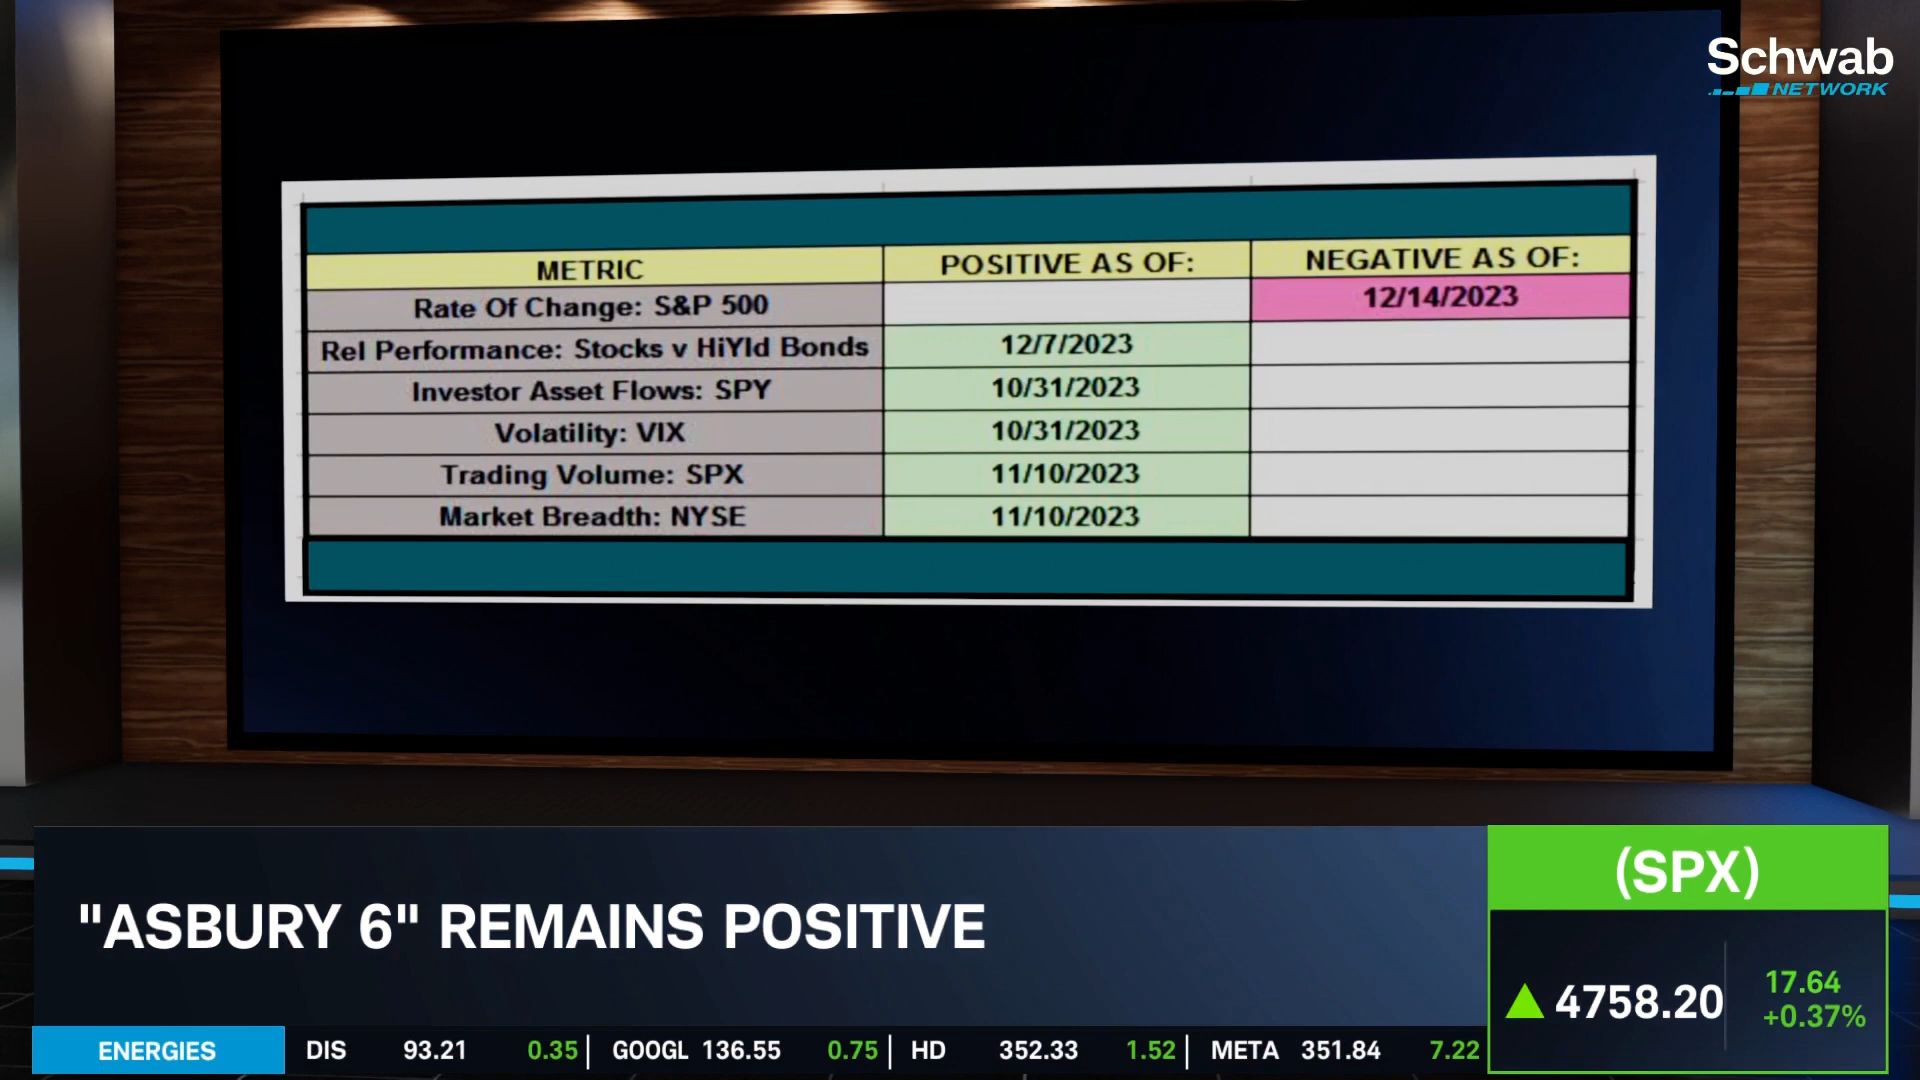 Schwab
NETWORK
METRIC POSITIVE AS OF: NEGATIVE AS OF:
Rate Of Change: S&P 500 12/14/2023
Rel Performance: Stocks v HiYld Bonds 12/7/2023
Investor Asset Flows: SPY 10/31/2023
Volatility: VIX 10/31/2023
Trading Volume: SPX 11/10/2023
Market Breadth: NYSE 11/10/2023
"ASBURY 6" REMAINS POSITIVE
(SPX)
4758.20
17.64
+0.37%
ENERGIES DIS 93.21 0.35 GOOGL 136.55 0.75 HD 352.33 1.52 META 351.84 7.22